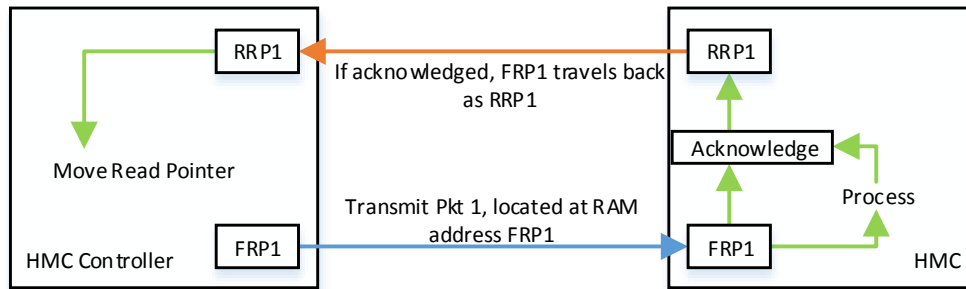 RRP1
RRP1
If acknowledged, FRP1 travels back
as RRP1
Acknowledge
Move Read Pointer
Process
Transmit Pkt 1, located at RAM
address FRP1
FRP1
FRP1
HMC Controller
HMC